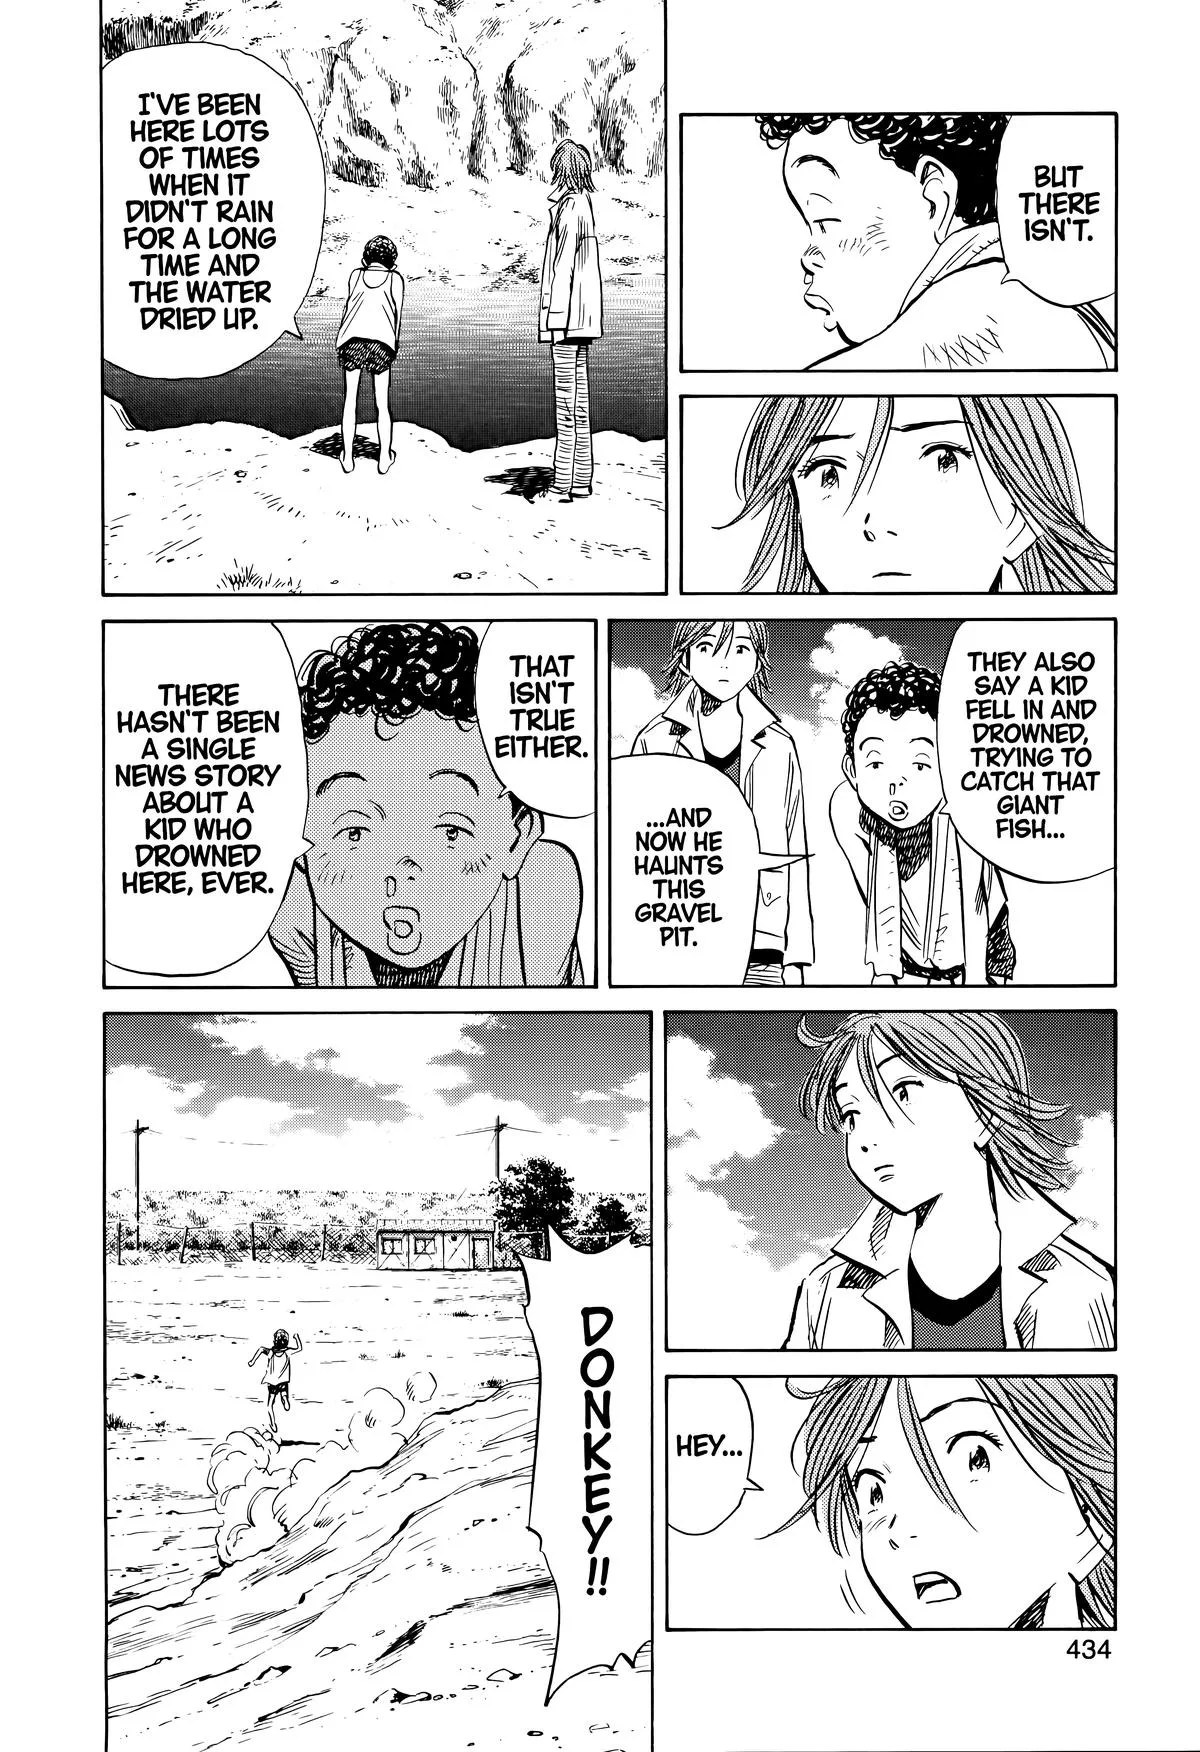 BUT
THERE
ISN'T.
I'VE BEEN
HERE LOTS
OF TIMES
WHEN IT
DIDN'T RAIN
FOR A LONG
TIME AND
THE WATER
DRIED UP.
THEY ALSO
SAY A KID
FELL IN AND
DROWNED,
TRYING TO
CATCH THAT
GIANT
FISH...
...AND
NOW HE
HAUNTS
THIS
GRAVEL
PIT.
THAT
ISN'T
TRUE
EITHER.
THERE
HASN'T BEEN
A SINGLE
NEWS STORY
ABOUT A
KID WHO
DROWNED
HERE, EVER.
HEY...
DONKEY!!
434